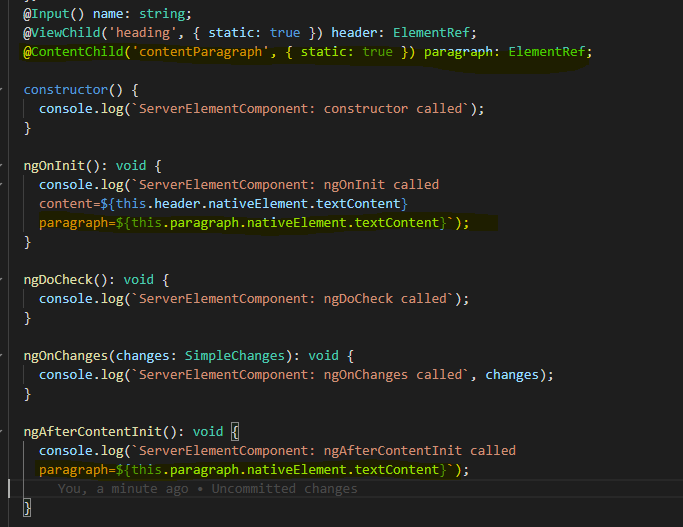 @Input() name: string;
@ViewChild('heading', { static: true }) header: ElementRef;
@ContentChild('contentParagraph', { static: true }) paragraph: ElementRef;
constructor() {
console.log(`ServerElementComponent: constructor called`);
}
ngOnInit(): void {
console.log(`ServerElementComponent: ngOnInit called
content=${this.header.nativeElement.textContent}
paragraph=${this.paragraph.nativeElement.textContent}`);
}
ngDoCheck(): void {
console.log(`ServerElementComponent: ngDoCheck called`);
}
ngOnChanges(changes: SimpleChanges): void {
console.log(`ServerElementComponent: ngOnChanges called`, changes);
}
ngAfterContentInit(): void {
console.log(`ServerElementComponent: ngAfterContentInit called
paragraph=${this.paragraph.nativeElement.textContent}`);
You, a minute ago • Uncommitted changes
}